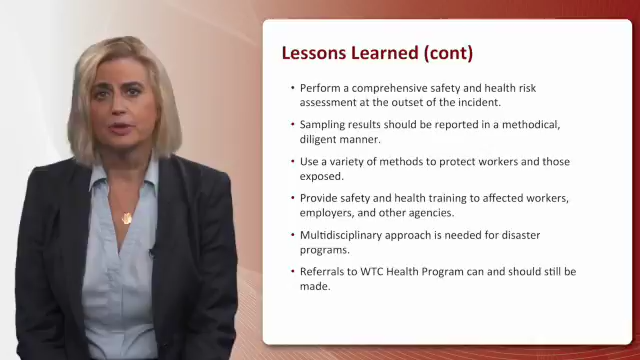 Lessons Learned (cont)
• Perform a comprehensive safety and health risk
assessment at the outset of the incident.
• Sampling results should be reported in a methodical,
diligent manner.
• Use a variety of methods to protect workers and those
exposed.
• Provide safety and health training to affected workers,
employers, and other agencies.
• Multidisciplinary approach is needed for disaster
programs.
• Referrals to WTC Health Program can and should still be
made.